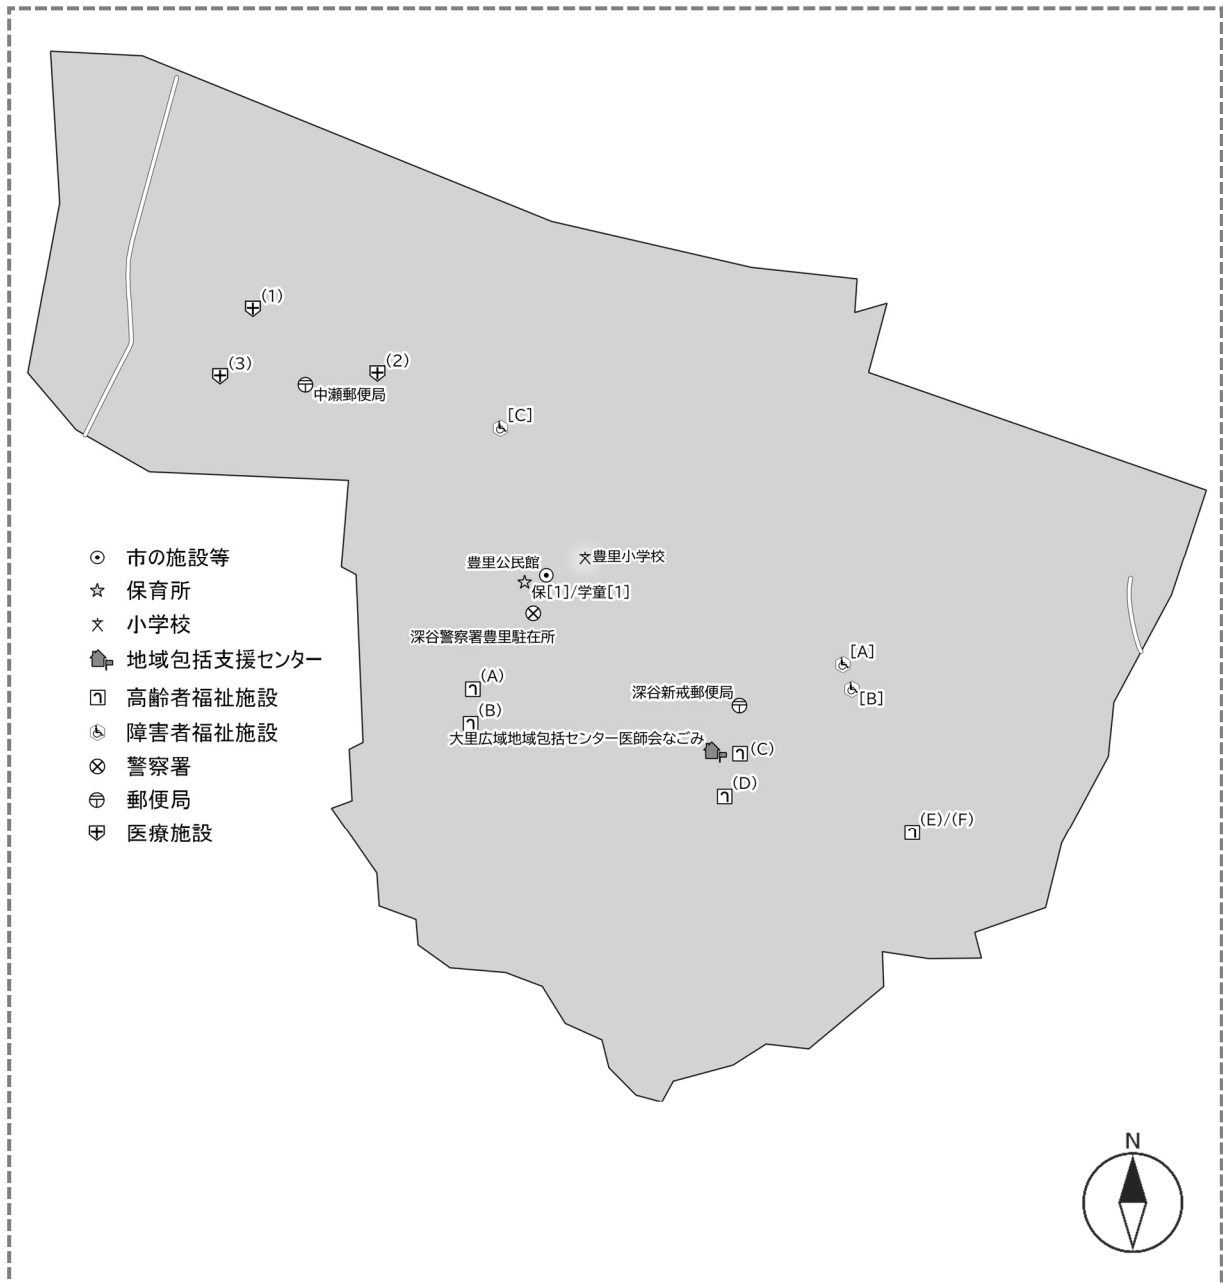 (1)
(3)
(2)
中瀬郵便局
[C]
豊里公民館
豊里小学校
保[1]/学童[1]
深谷警察署豊里駐在所
(A)
(B)
大里広域地域包括センター医師会なごみ
深谷新戒郵便局
[A]
[B]
(C)
(D)
(E)/(F)
市の施設等
保育所
小学校
地域包括支援センター
高齢者福祉施設
障害者福祉施設
警察署
郵便局
医療施設
N